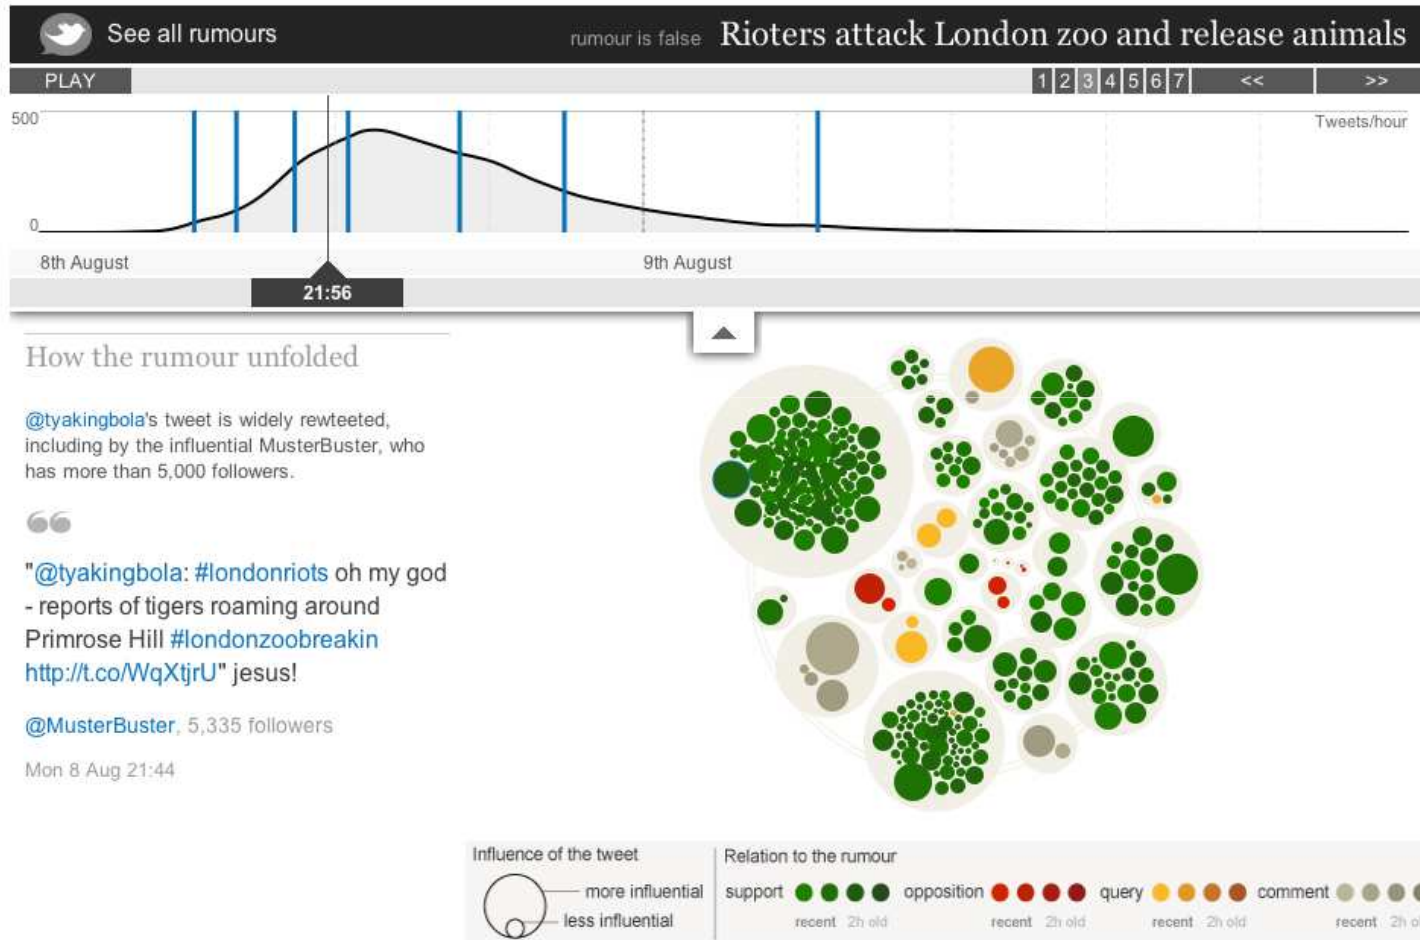 See all rumours
rumour is false Rioters attack London zoo and release animals
PLAY
1 2 3 4 5 6 7 << >>
500
Tweets/hour
0
8th August
9th August
21:56
How the rumour unfolded
@tyakingbola's tweet is widely rewteeted,
including by the influential MusterBuster, who
has more than 5,000 followers.
"@tyakingbola: #londonriots oh my god
- reports of tigers roaming around
Primrose Hill #londonzoobreakin
http://t.co/WqXtjrU" jesus!
@MusterBuster, 5,335 followers
Mon 8 Aug 21:44
Influence of the tweet
more influential
less influential
Relation to the rumour
support opposition query comment
recent 2h old recent 2h old recent 2h old recent 2h o